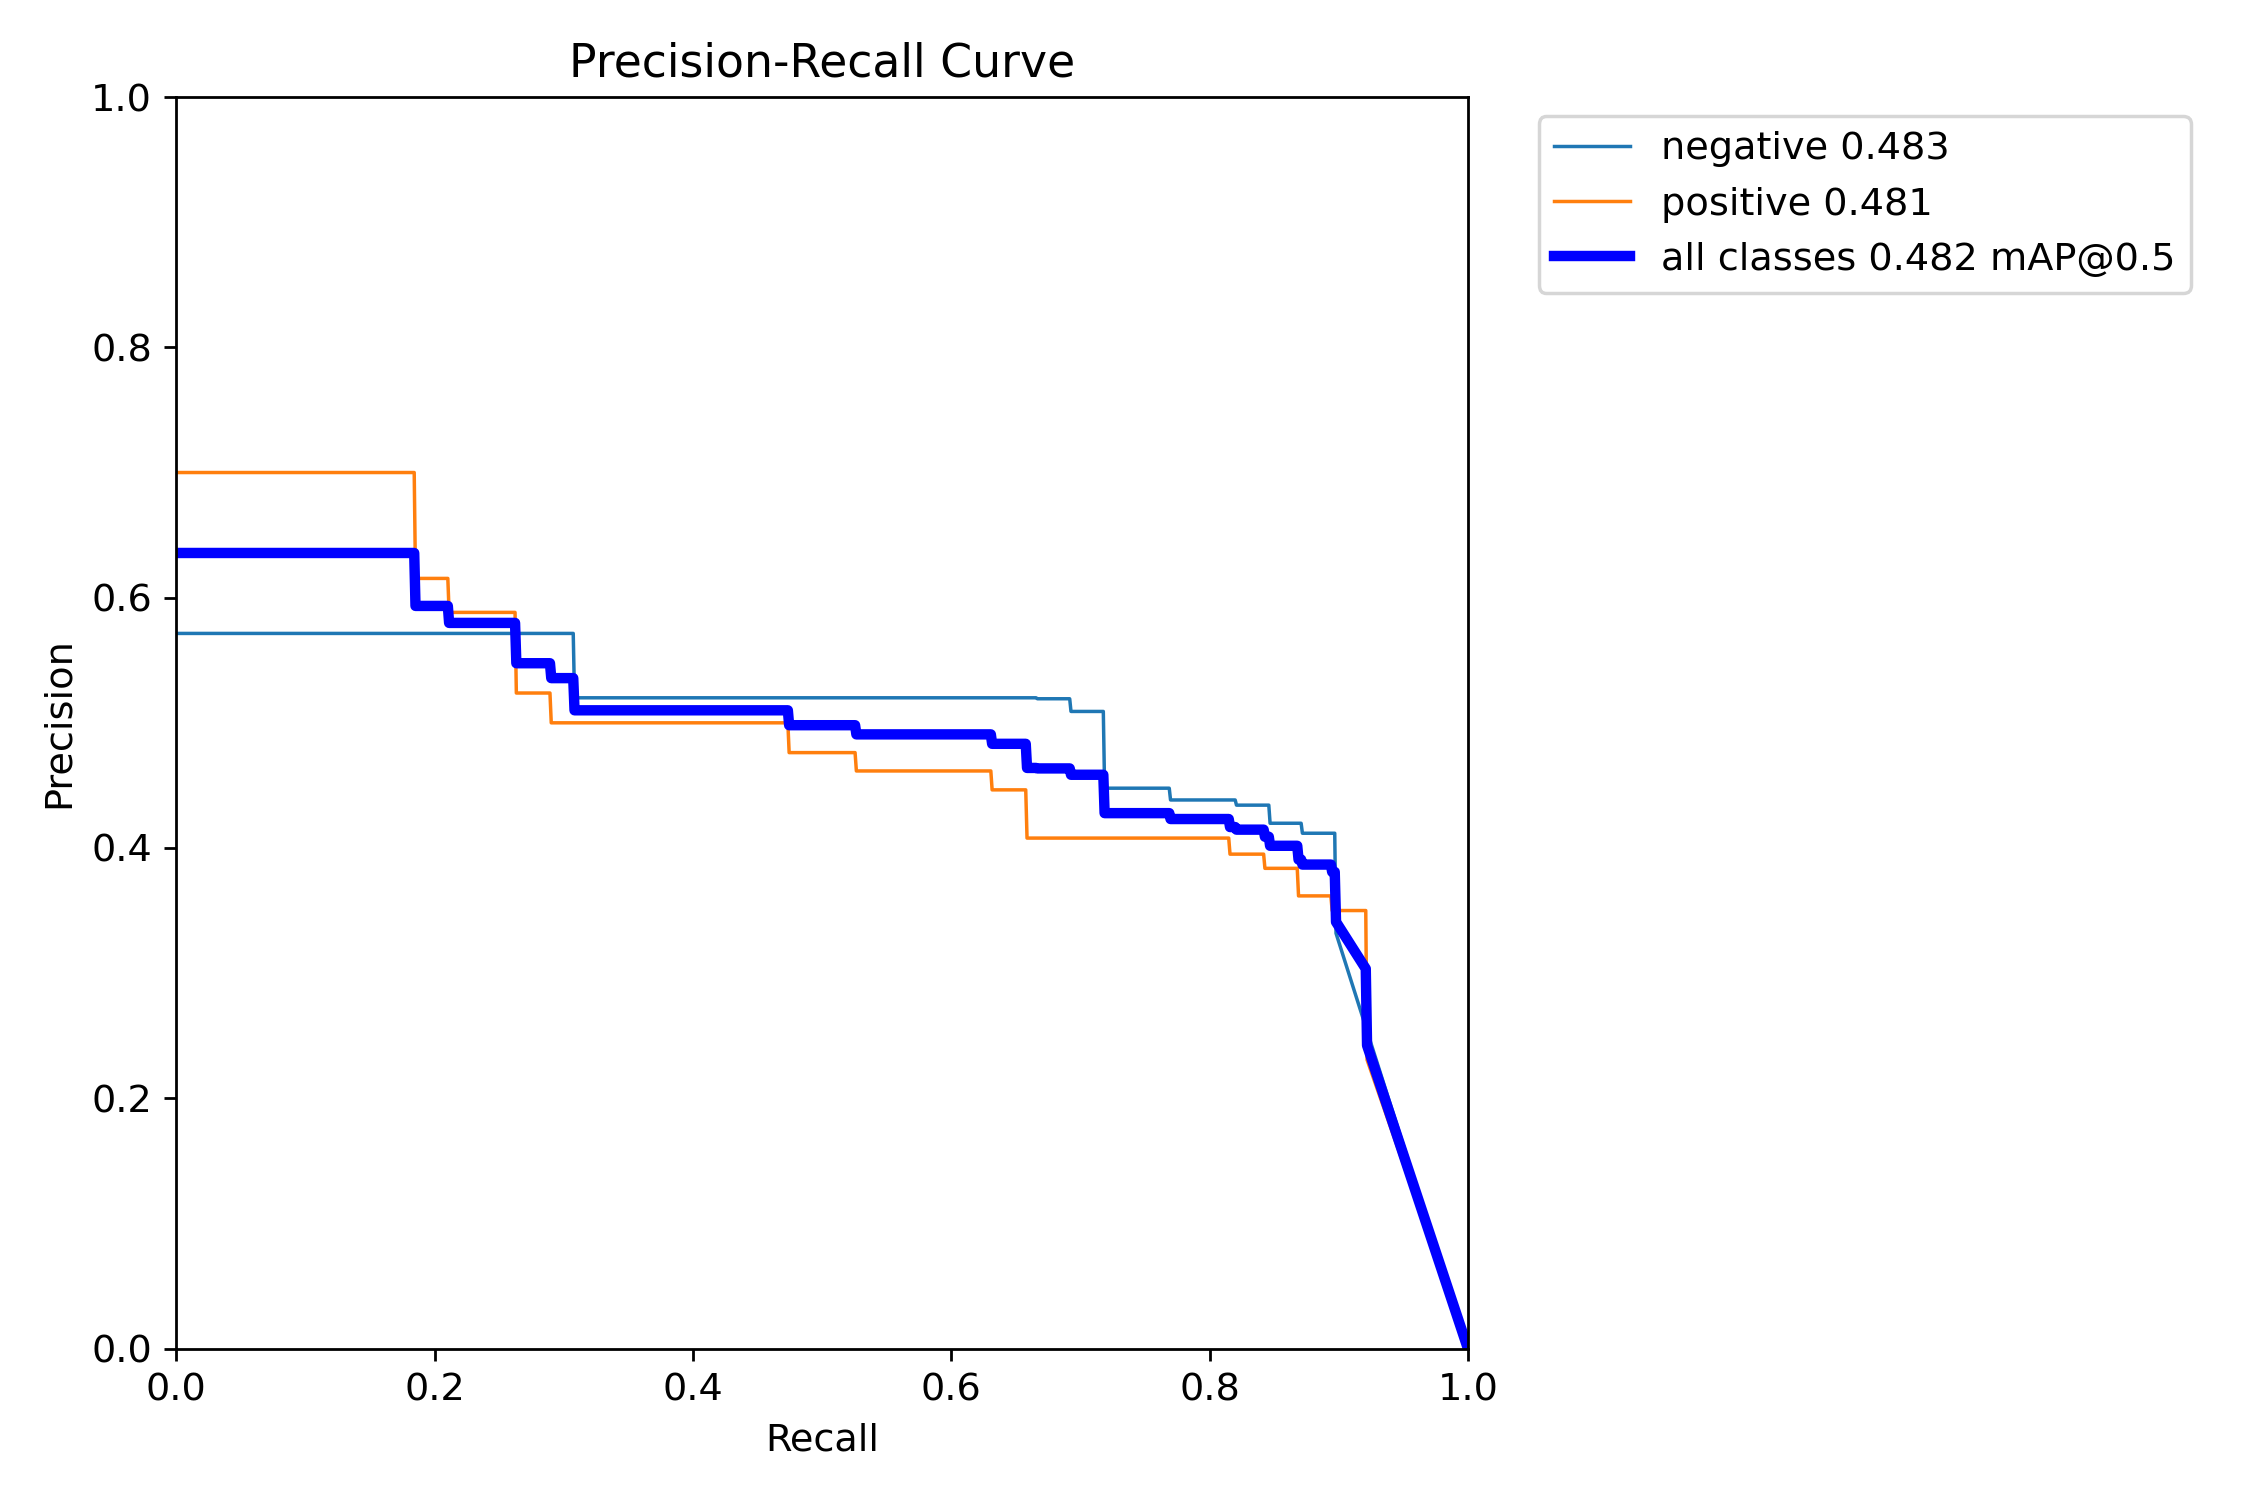 Precision-Recall Curve
1.0
0.8
0.6
0.4
0.2
0.0
Precision
0.0 0.2 0.4 0.6 0.8 1.0
Recall
negative 0.483
positive 0.481
all classes 0.482 mAP@0.5